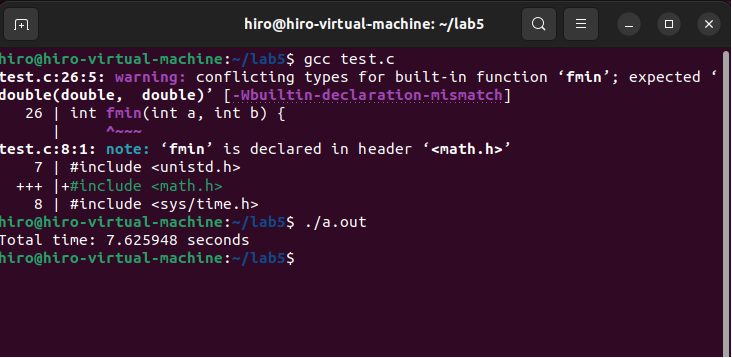 hiro@hiro-virtual-machine: ~/lab5
hiro@hiro-virtual-machine:~/lab5$ gcc test.c
test.c:26:5: warning: conflicting types for built-in function ‘fmin’; expected ‘
double(double,  double)’ [-Wbuiltin-declaration-mismatch]
   26 | int fmin(int a, int b) {
      |     ^~~~
test.c:8:1: note: ‘fmin’ is declared in header ‘<math.h>’
    7 | #include <unistd.h>
  +++ |+#include <math.h>
    8 | #include <sys/time.h>
hiro@hiro-virtual-machine:~/lab5$ ./a.out
Total time: 7.625948 seconds
hiro@hiro-virtual-machine:~/lab5$